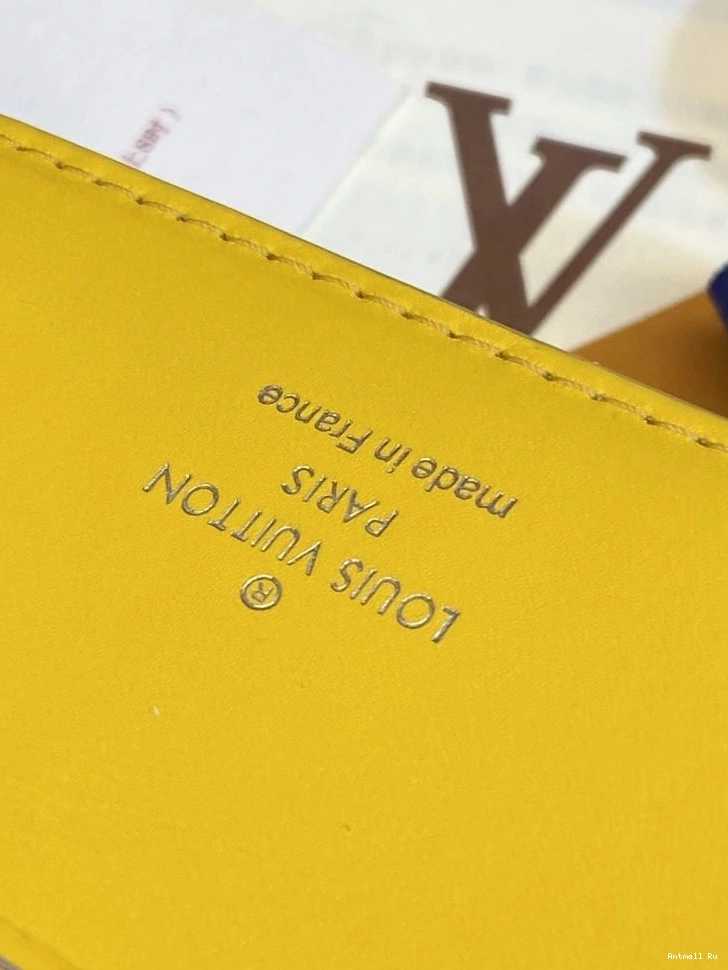 ®
LOUIS VUITTON
PARIS
made in France
LV
Antmall Ru